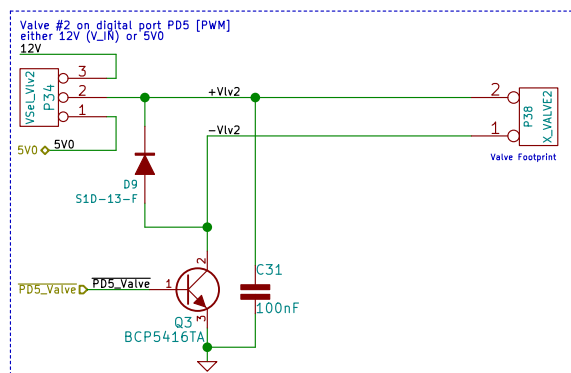 Valve #2 on digital port PD5 [PWM]
either 12V (V_IN) or 5V0
12V
VSel_Vlv2
P34
3
2
1
+Vlv2
-Vlv2
2
1
P38
X_VALVE2
Valve Footprint
5V0
5V0
D9
S1D-13-F
PD5_Valve
PD5_Valve
1
2
3
Q3
BCP5416TA
C31
100nF